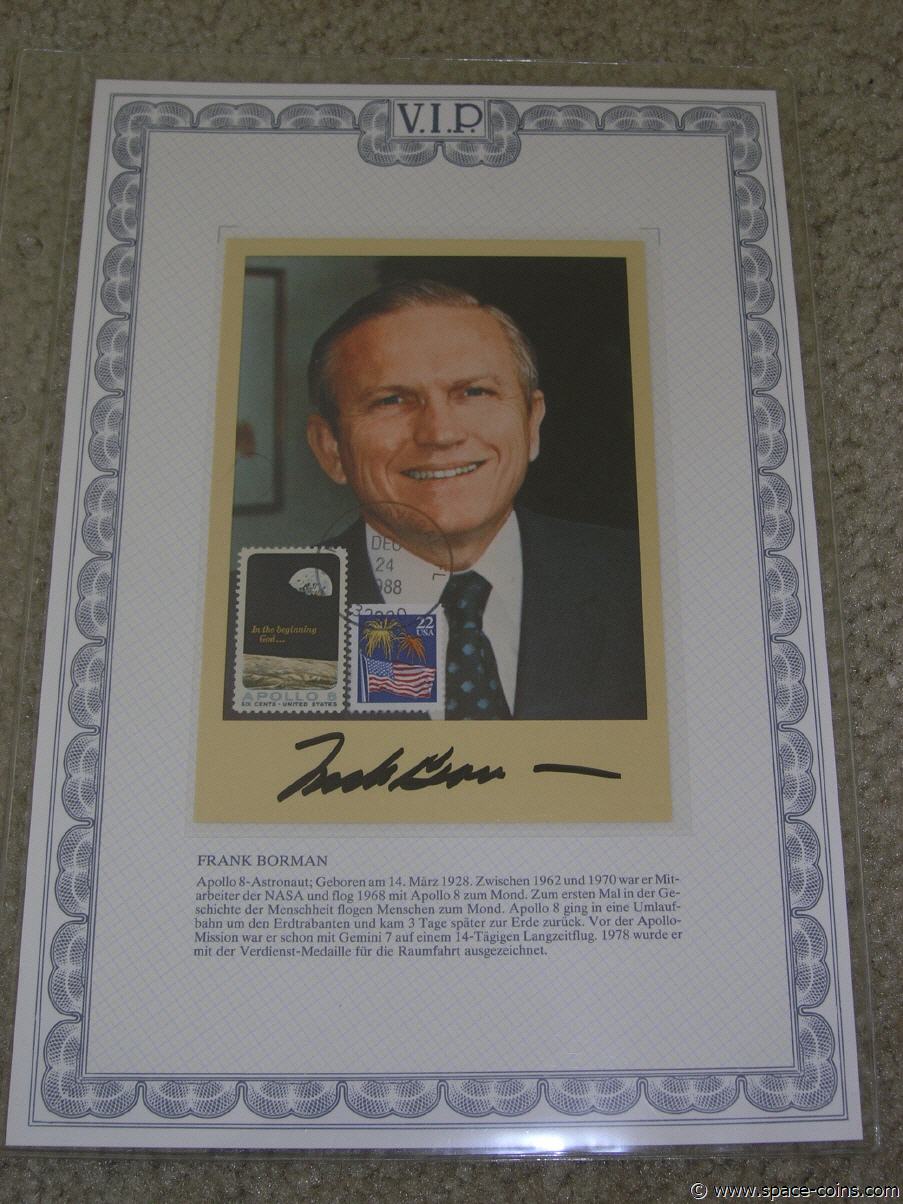 V.I.P.
DEC
24
1988
In the beginning
God...
APOLLO 8
SIX CENTS · UNITED STATES
22
USA
Frank Borman
FRANK BORMAN
Apollo 8-Astronaut; Geboren am 14. März 1928. Zwischen 1962 und 1970 war er Mit-
arbeiter der NASA und flog 1968 mit Apollo 8 zum Mond. Zum ersten Mal in der Ge-
schichte der Menschheit flogen Menschen zum Mond. Apollo 8 ging in eine Umlauf-
bahn um den Erdtrabanten und kam 3 Tage später zur Erde zurück. Vor der Apollo-
Mission war er schon mit Gemini 7 auf einem 14-Tägigen Langzeitflug. 1978 wurde er
mit der Verdienst-Medaille für die Raumfahrt ausgezeichnet.
© www.space-coins.com